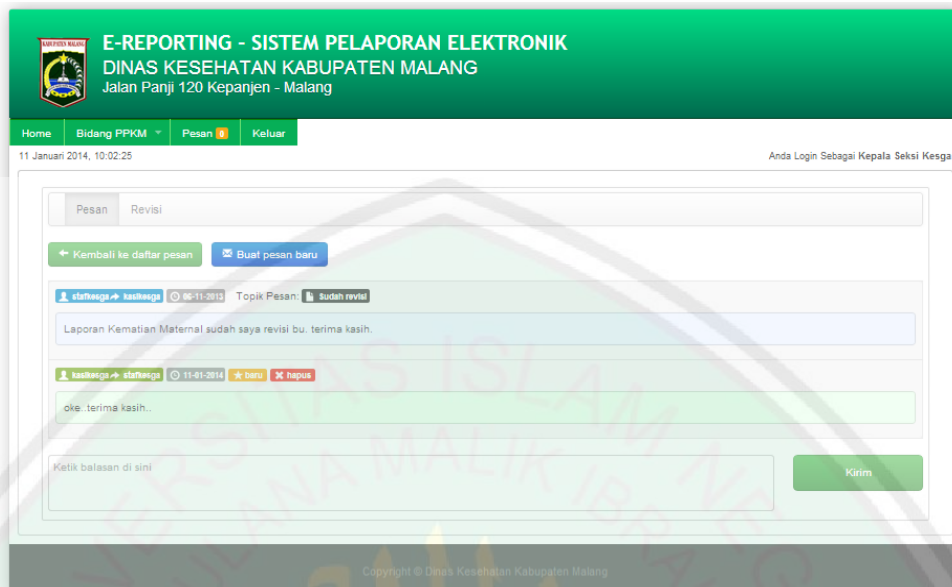 KABUPATEN MALANG
E-REPORTING - SISTEM PELAPORAN ELEKTRONIK
DINAS KESEHATAN KABUPATEN MALANG
Jalan Panji 120 Kepanjen - Malang
Home Bidang PPKM Pesan 0 Keluar
11 Januari 2014, 10:02:25 Anda Login Sebagai Kepala Seksi Kesga
Pesan Revisi
Kembali ke daftar pesan Buat pesan baru
stafkesga kasikesga 06-11-2013 Topik Pesan: Sudah revisi
Laporan Kematian Maternal sudah saya revisi bu. terima kasih.
kasikesga stafkesga 11-01-2014 baru hapus
oke..terima kasih..
Ketik balasan di sini Kirim
Copyright © Dinas Kesehatan Kabupaten Malang